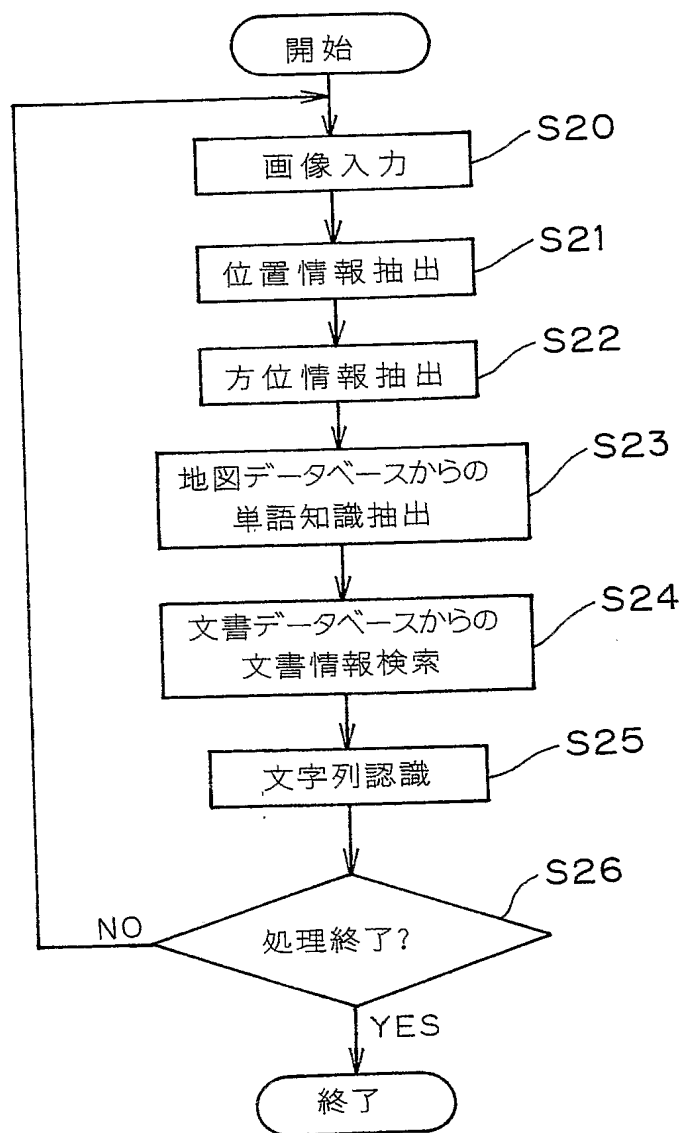 開始
S20
画像入力
S21
位置情報抽出
S22
方位情報抽出
S23
地図データベースからの
単語知識抽出
S24
文書データベースからの
文書情報検索
S25
文字列認識
S26
処理終了?
NO
YES
終了